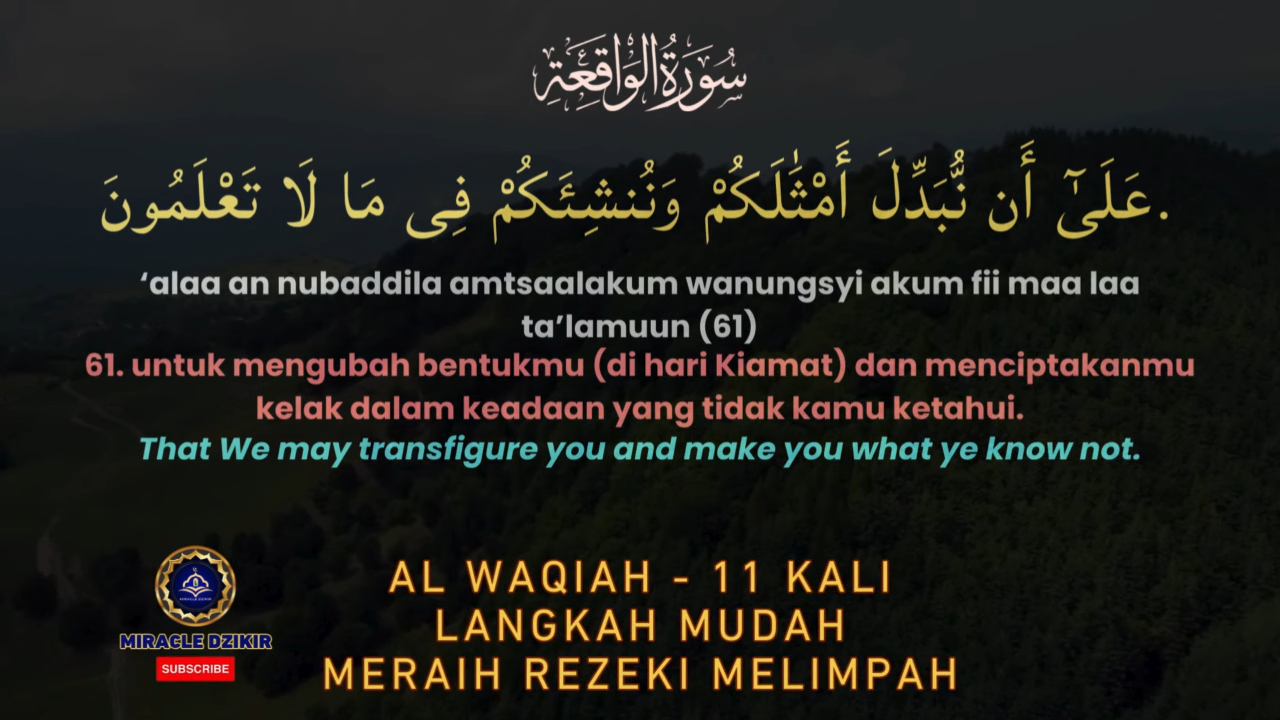 سُورَةُ الوَاقِعَةِ
عَلَىٰٓ أَن نُّبَدِّلَ أَمْثَٰلَكُمْ وَنُنشِئَكُمْ فِى مَا لَا تَعْلَمُونَ.
‘alaa an nubaddila amtsaalakum wanungsyi akum fii maa laa
ta’lamuun (61)
61. untuk mengubah bentukmu (di hari Kiamat) dan menciptakanmu
kelak dalam keadaan yang tidak kamu ketahui.
That We may transfigure you and make you what ye know not.
AL WAQIAH - 11 KALI
LANGKAH MUDAH
MERAIH REZEKI MELIMPAH
MIRACLE DZIKIR
MIRACLE DZIKIR
SUBSCRIBE